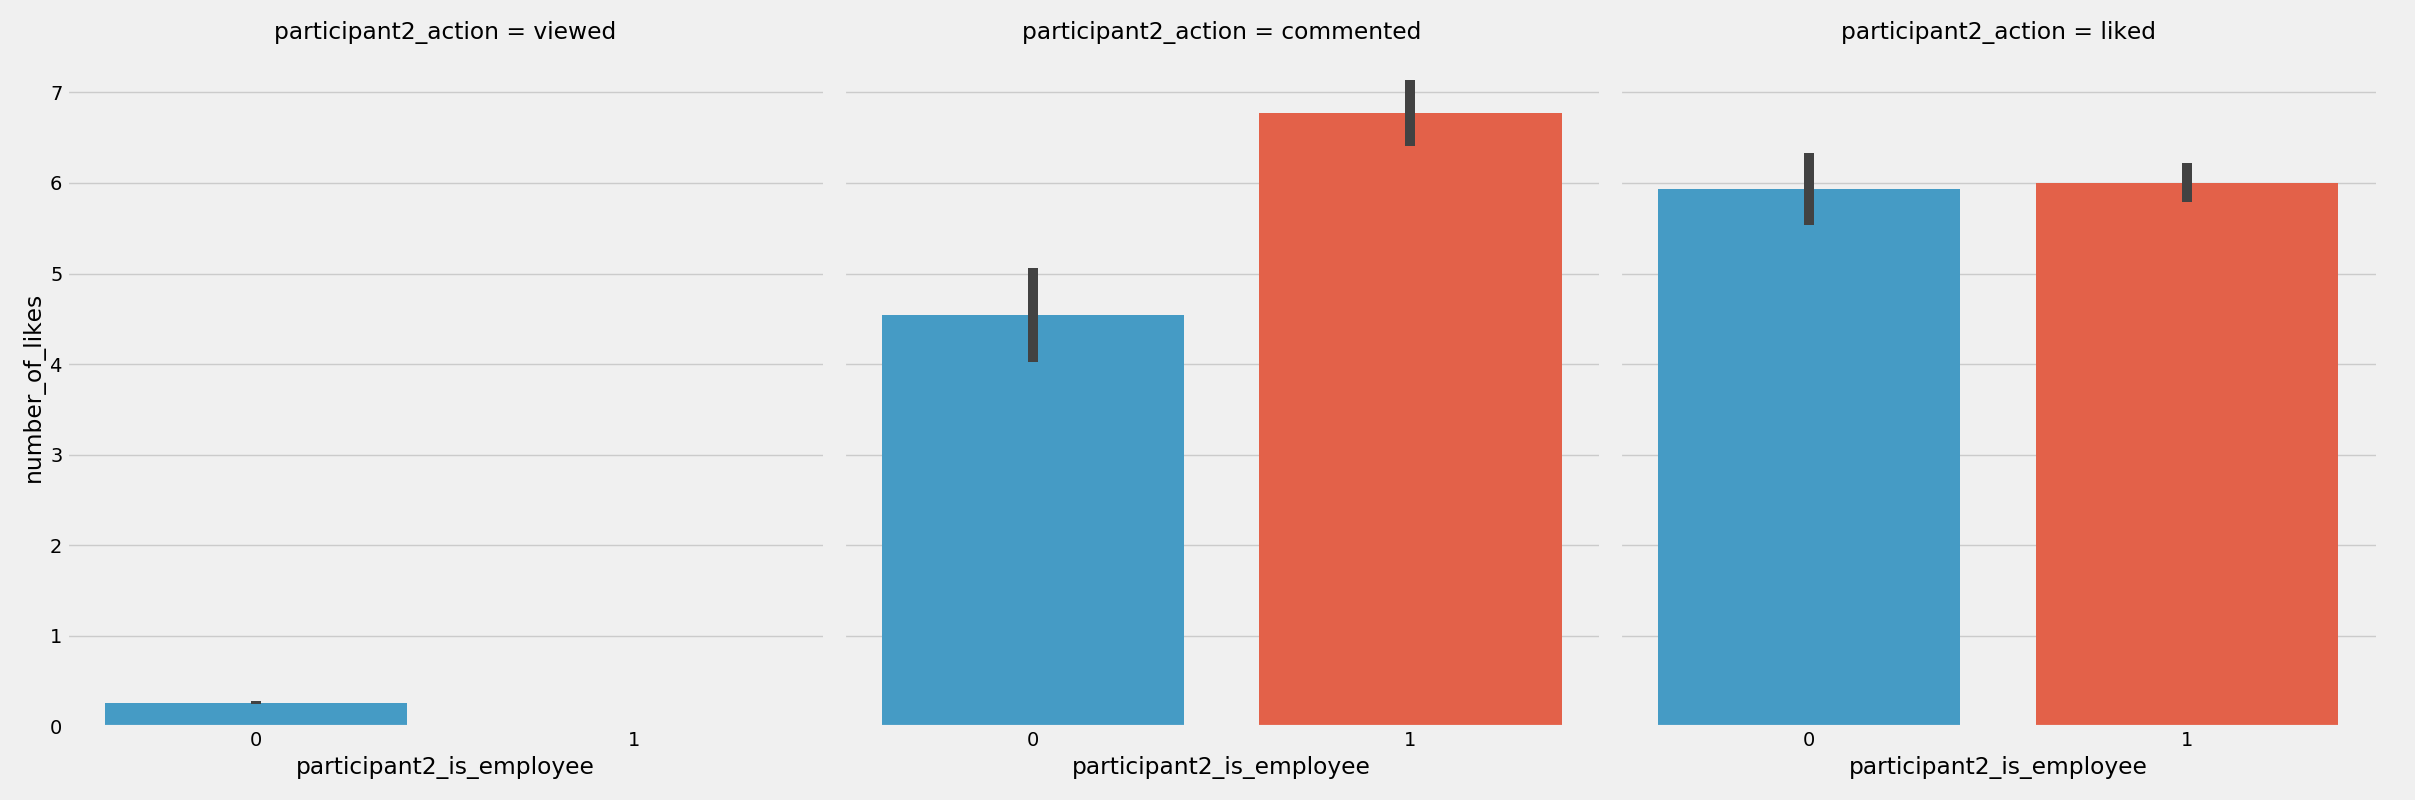 participant2_action = viewed
participant2_action = commented
participant2_action = liked
number_of_likes
7
6
5
4
3
2
1
0
0
1
0
1
0
1
participant2_is_employee
participant2_is_employee
participant2_is_employee